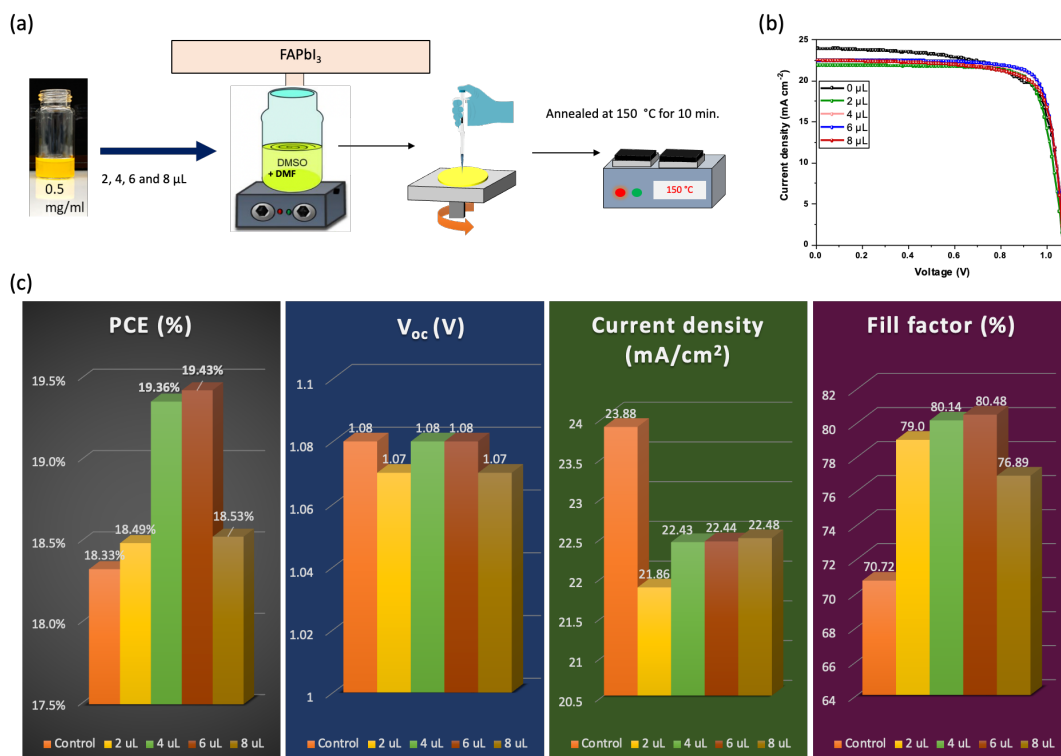 (a)
FAPbI₃
0.5
mg/ml
2, 4, 6 and 8 µL
DMSO
+ DMF
Annealed at 150 °C for 10 min.
150 °C
(b)
Current density (mA cm⁻²)
25
20
15
10
5
0
0 µL
2 µL
4 µL
6 µL
8 µL
0.0 0.2 0.4 0.6 0.8 1.0
Voltage (V)
(c)
PCE (%)
19.5%
19.0%
18.5%
18.0%
17.5%
18.33%
18.49%
19.36%
19.43%
18.53%
Control 2 uL 4 uL 6 uL 8 uL
Voc (V)
1.1
1.08
1.06
1.04
1.02
1
1.08
1.07
1.08
1.08
1.07
Control 2 uL 4 uL 6 uL 8 uL
Current density
(mA/cm²)
24
23.5
23
22.5
22
21.5
21
20.5
23.88
21.86
22.43
22.44
22.48
Control 2 uL 4 uL 6 uL 8 uL
Fill factor (%)
82
80
78
76
74
72
70
68
66
64
70.72
79.0
80.14
80.48
76.89
Control 2 uL 4 uL 6 uL 8 uL